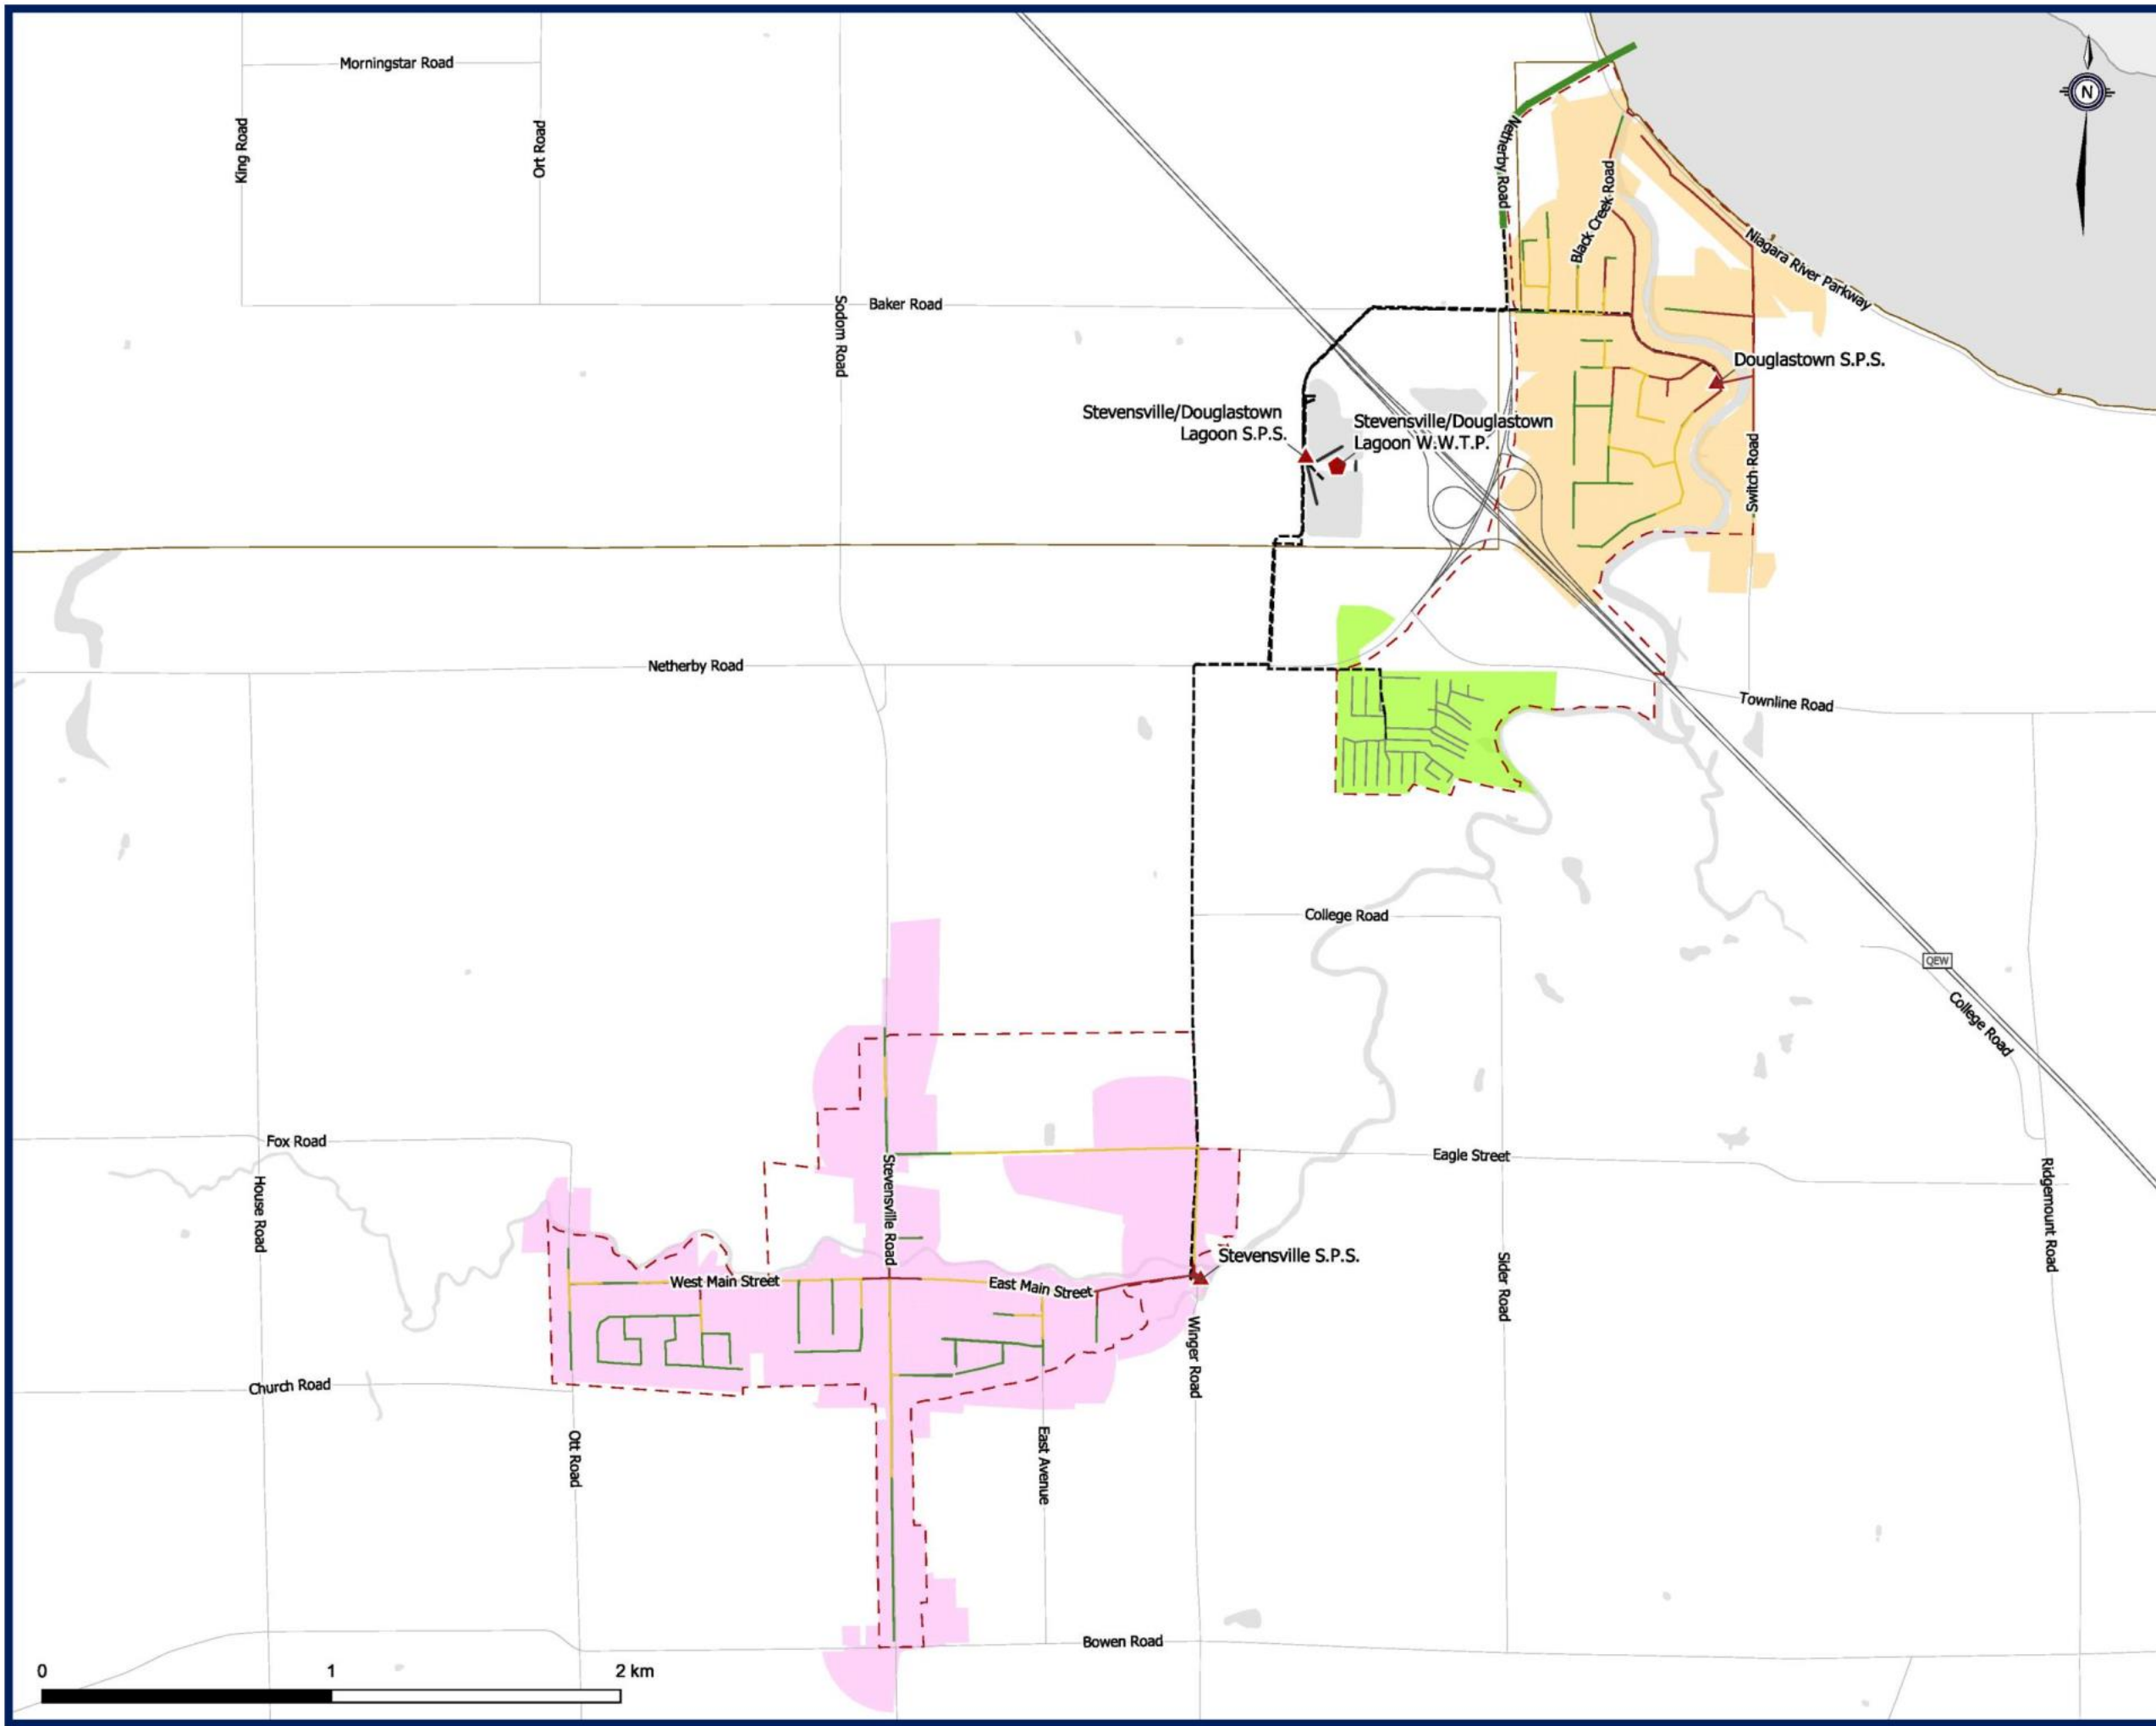 Morningstar Road
King Road
Ort Road
N
Netherby Road
Black Creek Road
Niagara River Parkway
Sodom Road
Baker Road
Douglastown S.P.S.
Stevensville/Douglastown
Lagoon S.P.S.
Stevensville/Douglastown
Lagoon W.W.T.P.
Switch Road
Netherby Road
Townline Road
College Road
QEW
College Road
Fox Road
House Road
Stevensville Road
Eagle Street
Ridgemount Road
Stevensville S.P.S.
Sider Road
West Main Street
East Main Street
Winger Road
Church Road
Ott Road
East Avenue
Bowen Road
0 1 2 km